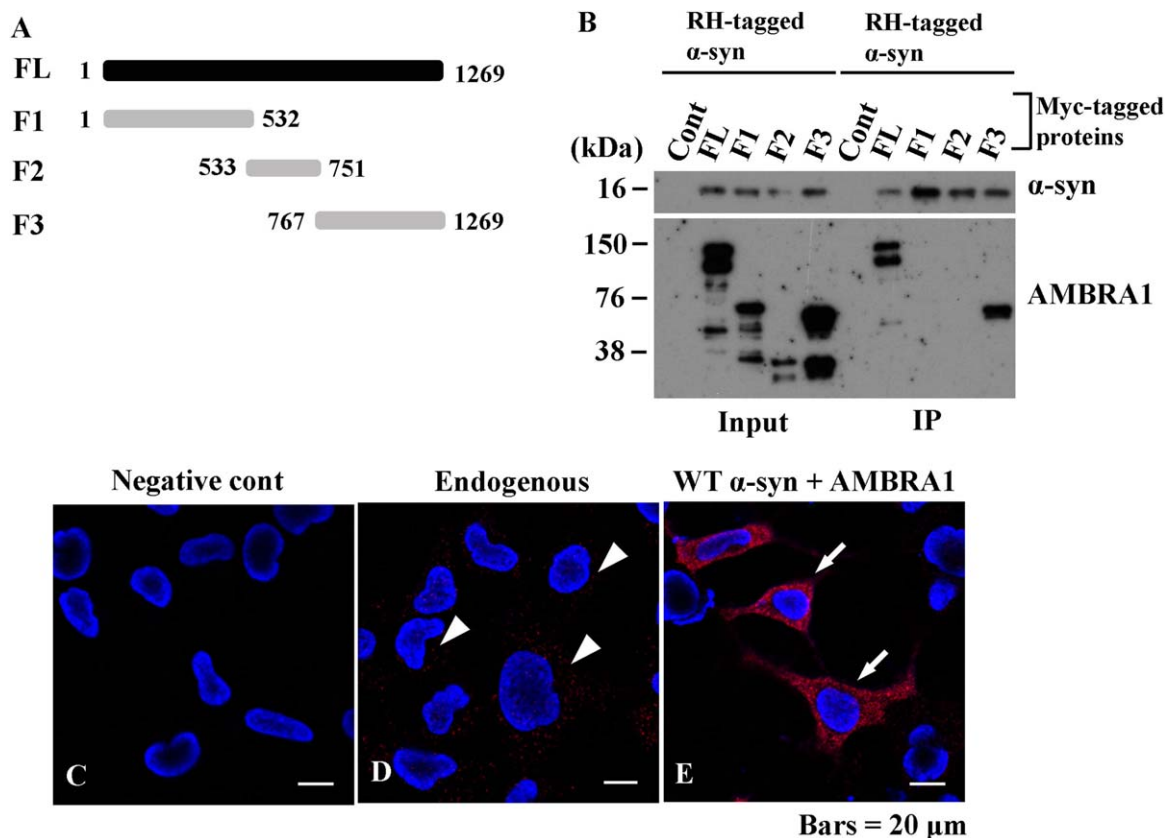 A
FL 1 1269
F1 1 532
F2 533 751
F3 767 1269
B
RH-tagged α-syn
RH-tagged α-syn
(kDa) Cont FL F1 F2 F3 Cont FL F1 F2 F3 Myc-tagged proteins
16 α-syn
150
76 AMBRA1
38
Input IP
Negative cont Endogenous WT α-syn + AMBRA1
C D E
Bars = 20 µm